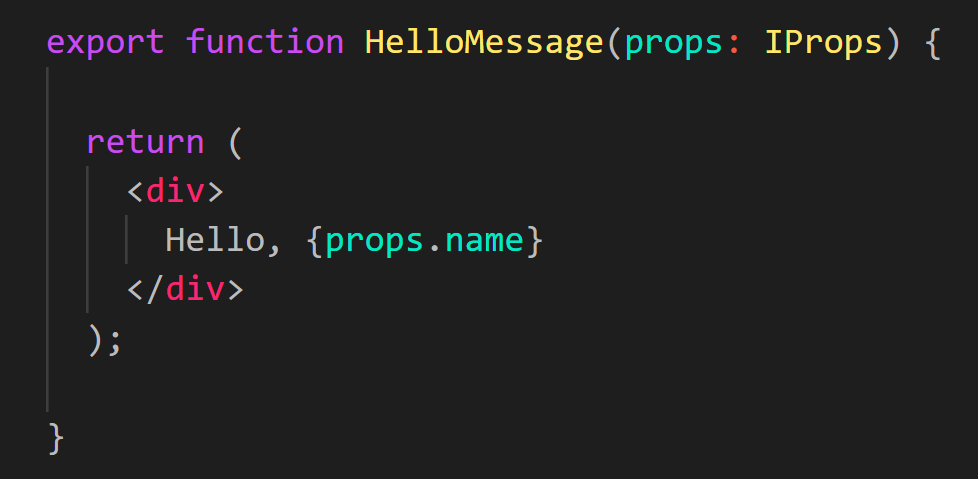 export function HelloMessage(props: IProps) {
  return (
    <div>
      Hello, {props.name}
    </div>
  );
}